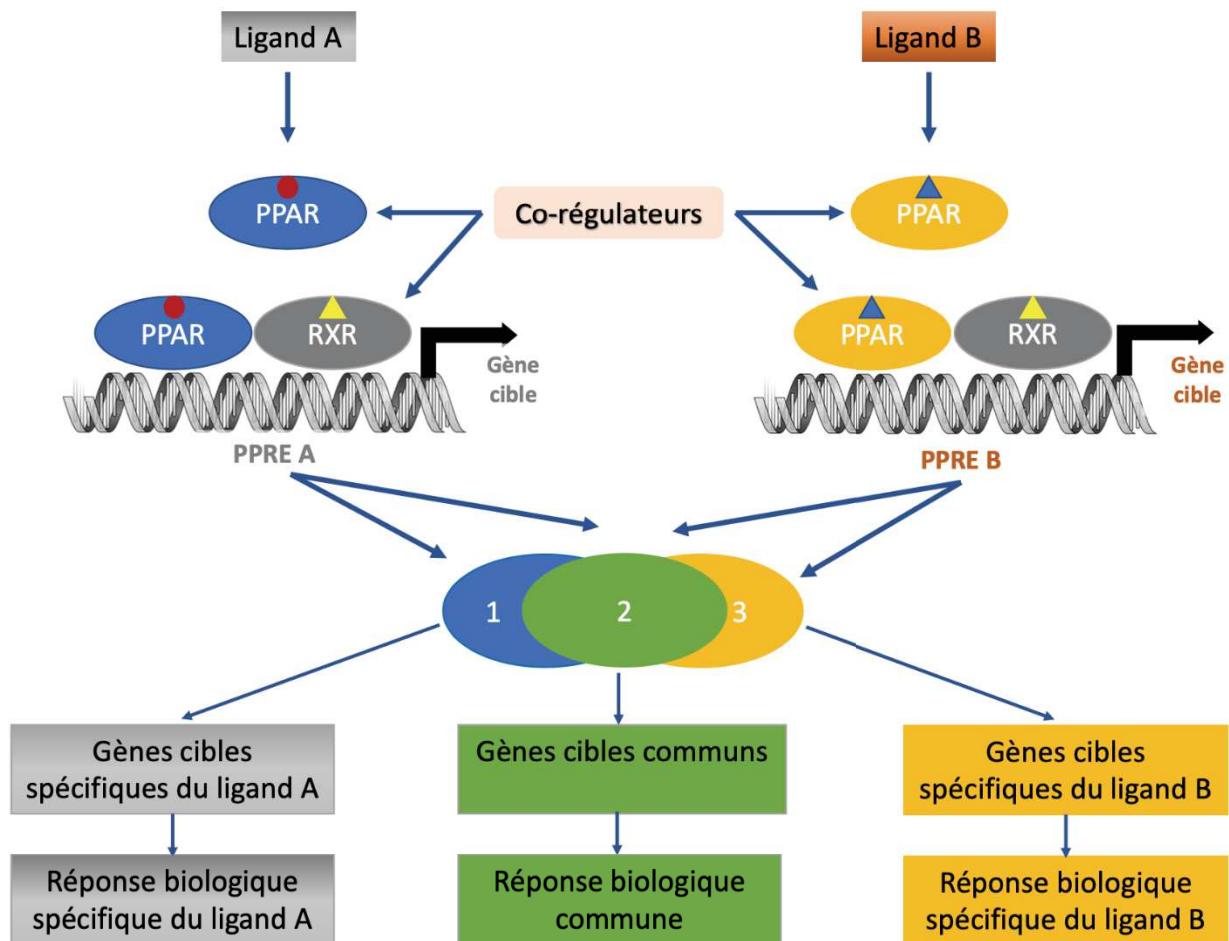 Ligand A
Ligand B
PPAR
Co-régulateurs
PPAR
PPAR
RXR
Gène
cible
PPAR
RXR
Gène
cible
PPRE A
PPRE B
1
2
3
Gènes cibles
spécifiques du ligand A
Gènes cibles communs
Gènes cibles
spécifiques du ligand B
Réponse biologique
spécifique du ligand A
Réponse biologique
commune
Réponse biologique
spécifique du ligand B